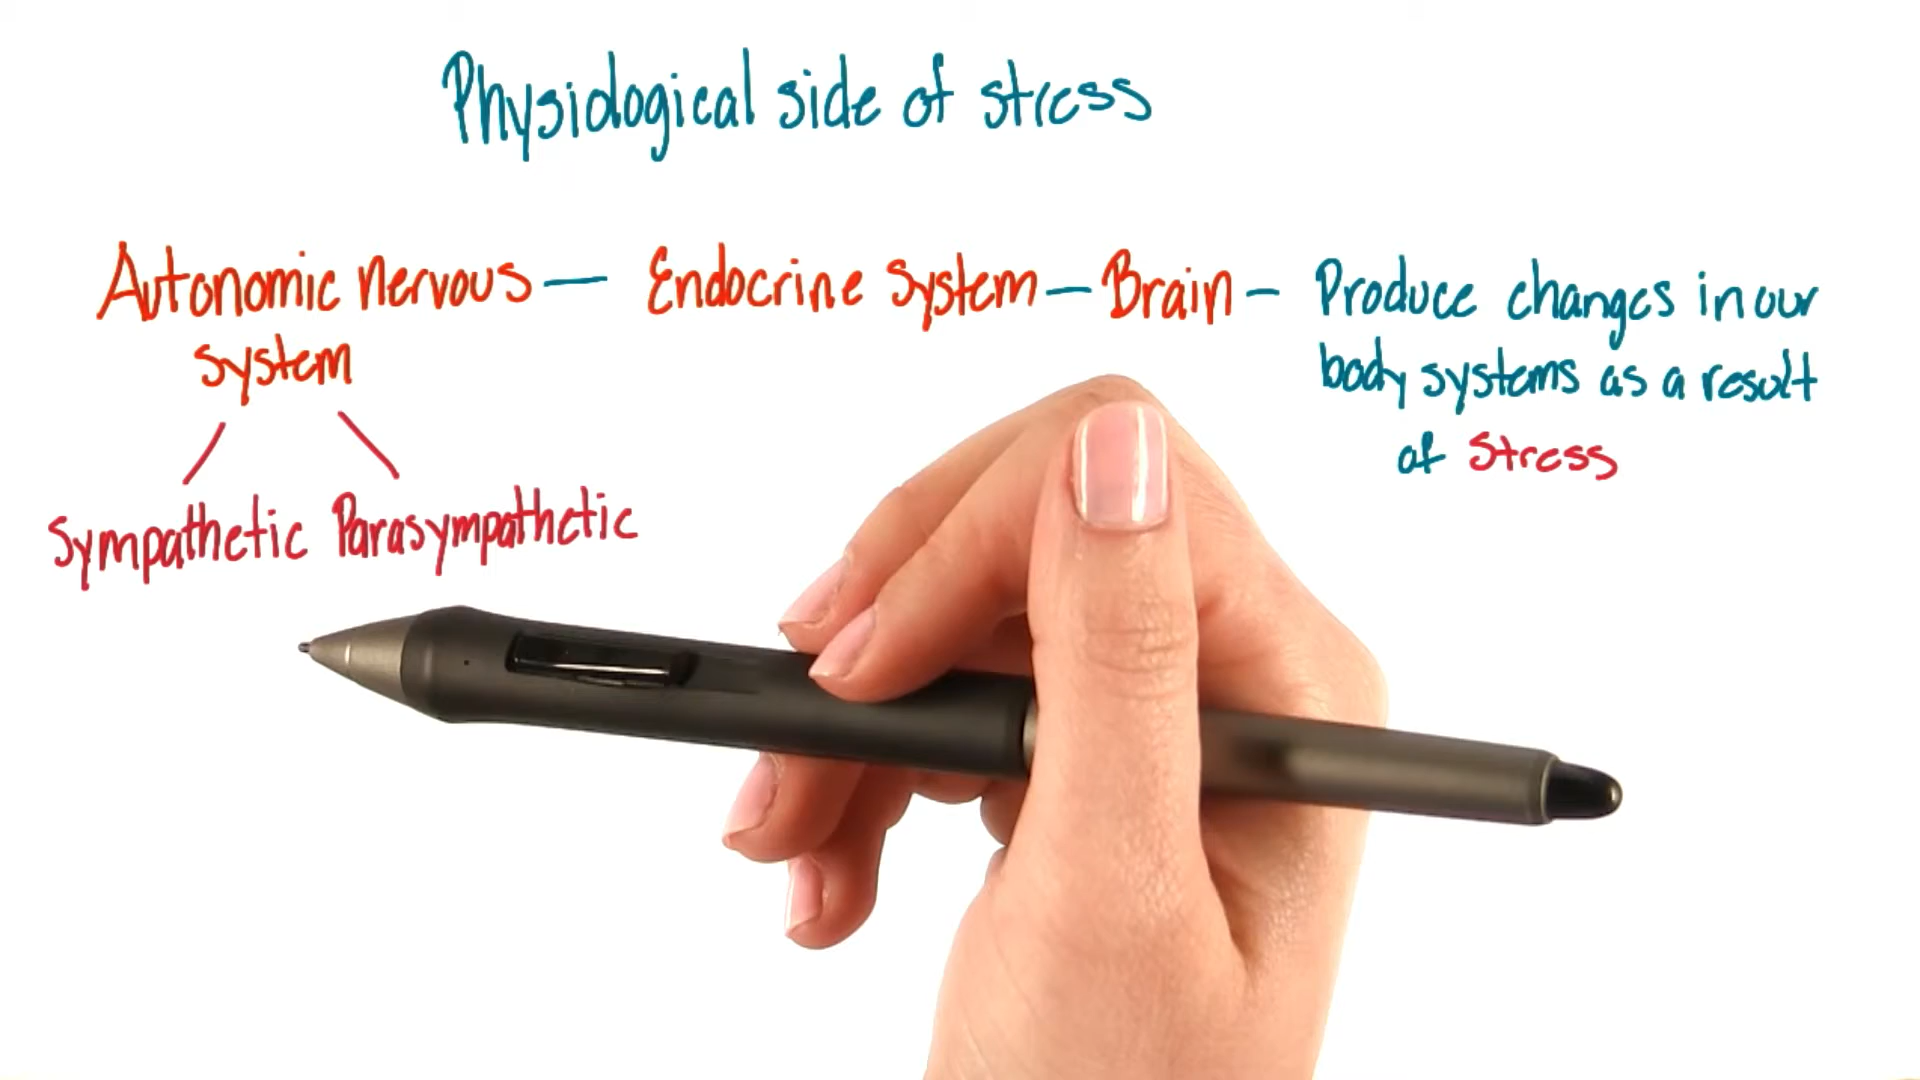 Physiological side of stress
Autonomic nervous — Endocrine System — Brain - Produce changes in our
system
body systems as a result
of Stress
Sympathetic Parasympathetic